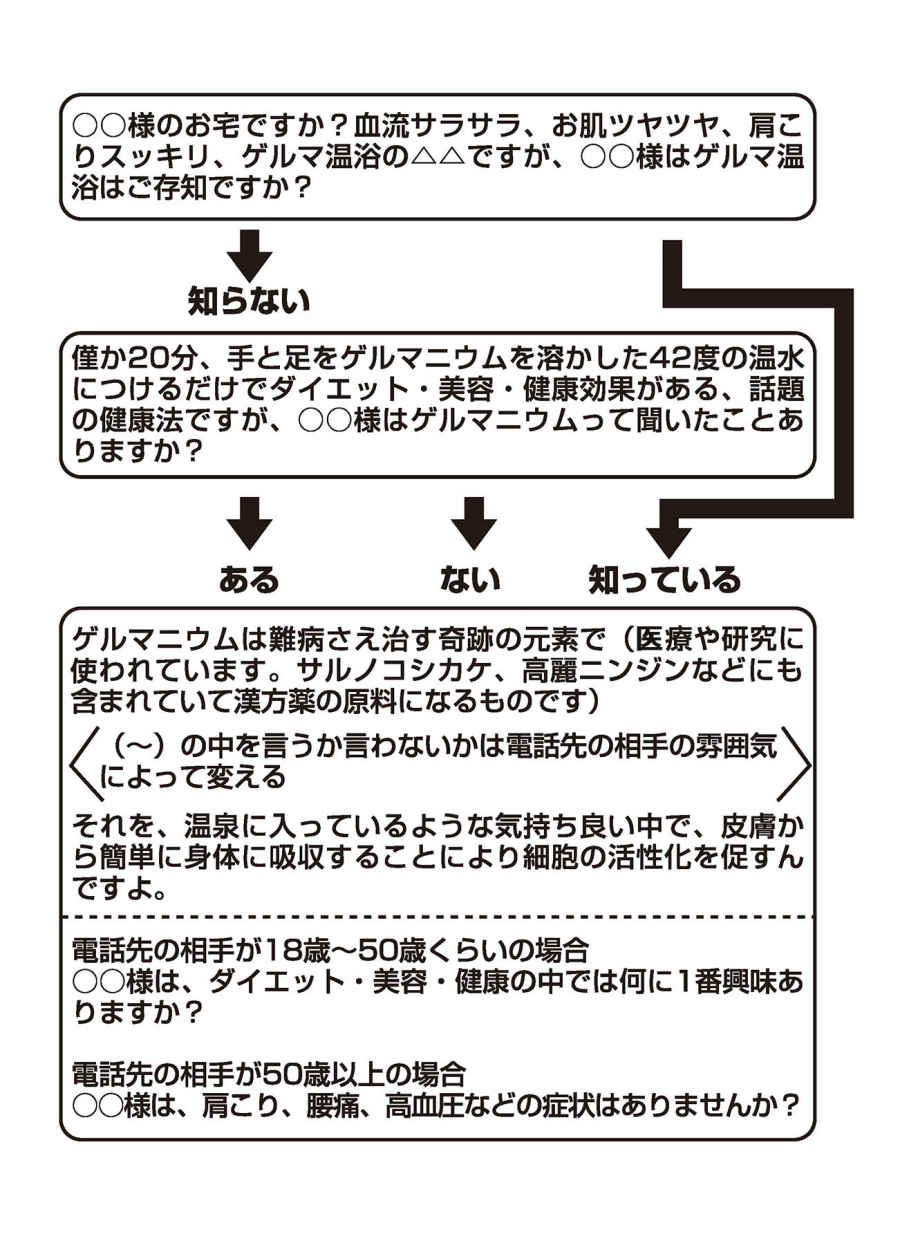 ○○様のお宅ですか？血流サラサラ、お肌ツヤツヤ、肩こ
りスッキリ、ゲルマ温浴の△△ですが、○○様はゲルマ温
浴はご存知ですか？
知らない
僅か20分、手と足をゲルマニウムを溶かした42度の温水
につけるだけでダイエット・美容・健康効果がある、話題
の健康法ですが、○○様はゲルマニウムって聞いたことあ
りますか？
ある
ない
知っている
ゲルマニウムは難病さえ治す奇跡の元素で（医療や研究に
使われています。サルノコシカケ、高麗ニンジンなどにも
含まれていて漢方薬の原料になるものです）
（～）の中を言うか言わないかは電話先の相手の雰囲気
によって変える
それを、温泉に入っているような気持ち良い中で、皮膚か
ら簡単に身体に吸収することにより細胞の活性化を促すん
ですよ。
電話先の相手が18歳～50歳くらいの場合
○○様は、ダイエット・美容・健康の中では何に1番興味あ
りますか？
電話先の相手が50歳以上の場合
○○様は、肩こり、腰痛、高血圧などの症状はありませんか？